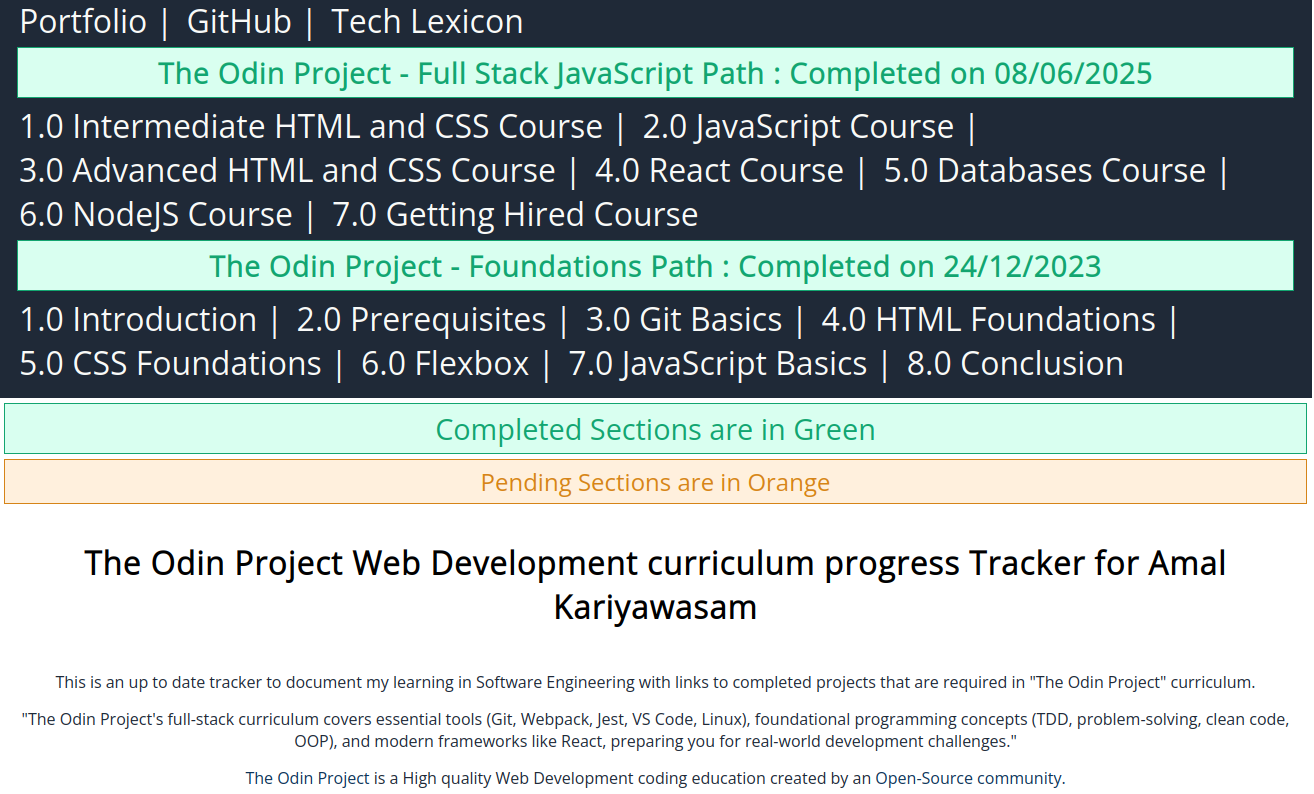 Portfolio | GitHub | Tech Lexicon
The Odin Project - Full Stack JavaScript Path : Completed on 08/06/2025
1.0 Intermediate HTML and CSS Course | 2.0 JavaScript Course |
3.0 Advanced HTML and CSS Course | 4.0 React Course | 5.0 Databases Course |
6.0 NodeJS Course | 7.0 Getting Hired Course
The Odin Project - Foundations Path : Completed on 24/12/2023
1.0 Introduction | 2.0 Prerequisites | 3.0 Git Basics | 4.0 HTML Foundations |
5.0 CSS Foundations | 6.0 Flexbox | 7.0 JavaScript Basics | 8.0 Conclusion
Completed Sections are in Green
Pending Sections are in Orange
The Odin Project Web Development curriculum progress Tracker for Amal
Kariyawasam
This is an up to date tracker to document my learning in Software Engineering with links to completed projects that are required in "The Odin Project" curriculum.
"The Odin Project's full-stack curriculum covers essential tools (Git, Webpack, Jest, VS Code, Linux), foundational programming concepts (TDD, problem-solving, clean code,
OOP), and modern frameworks like React, preparing you for real-world development challenges."
The Odin Project is a High quality Web Development coding education created by an Open-Source community.